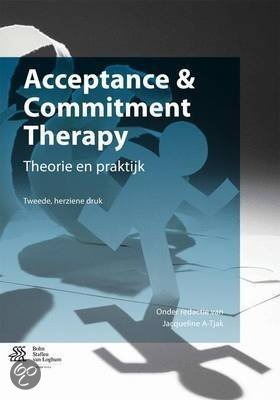 Acceptance &
Commitment
Therapy
Theorie en praktijk
Tweede, herziene druk
Onder redactie van
Jacqueline A-Tjak
Bohn
Stafleu
van Loghum